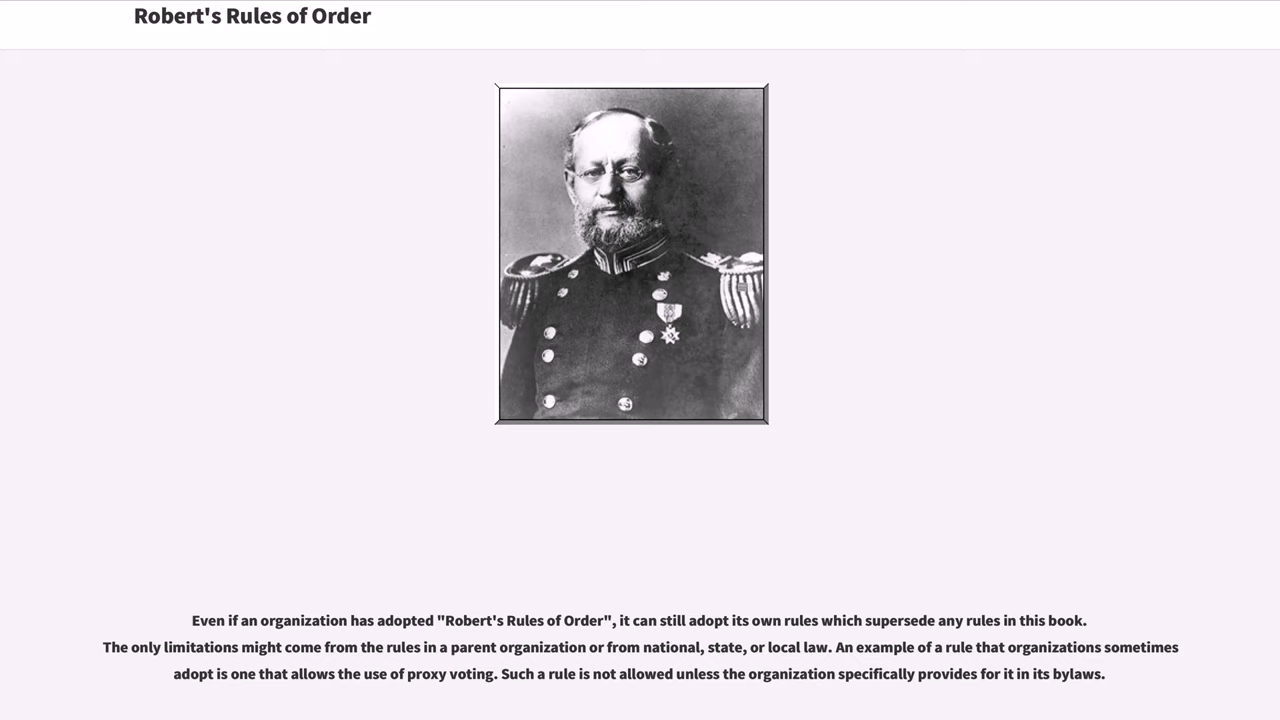 Robert's Rules of Order
Even if an organization has adopted "Robert's Rules of Order", it can still adopt its own rules which supersede any rules in this book.
The only limitations might come from the rules in a parent organization or from national, state, or local law. An example of a rule that organizations sometimes
adopt is one that allows the use of proxy voting. Such a rule is not allowed unless the organization specifically provides for it in its bylaws.